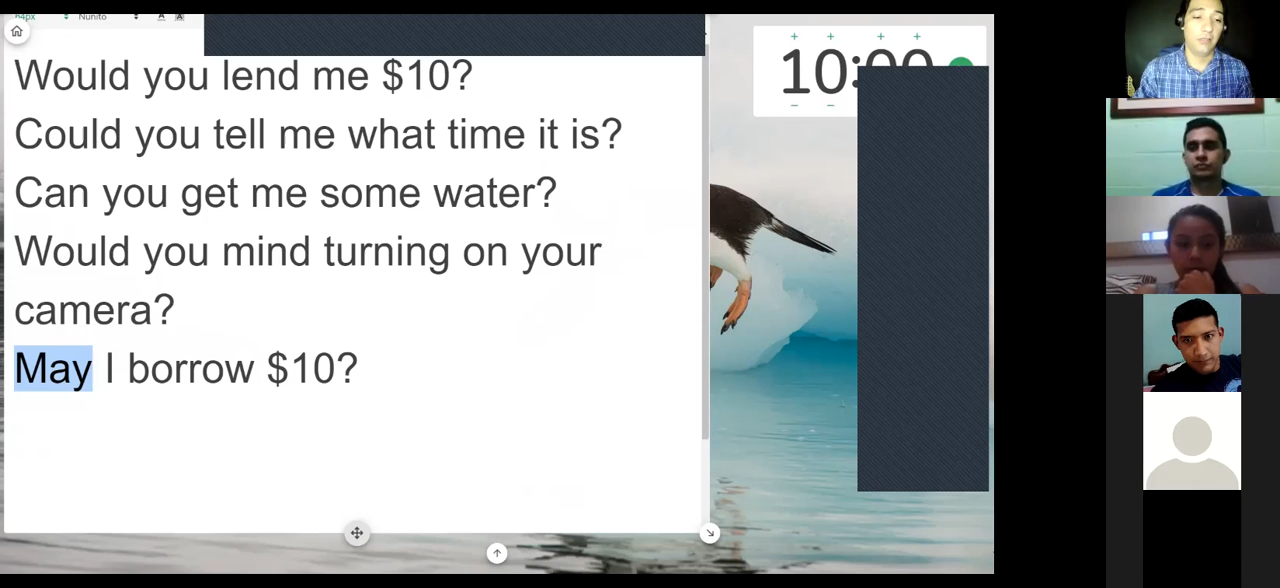 64px Nunito A A
Would you lend me $10?
Could you tell me what time it is?
Can you get me some water?
Would you mind turning on your
camera?
May I borrow $10?
10:00